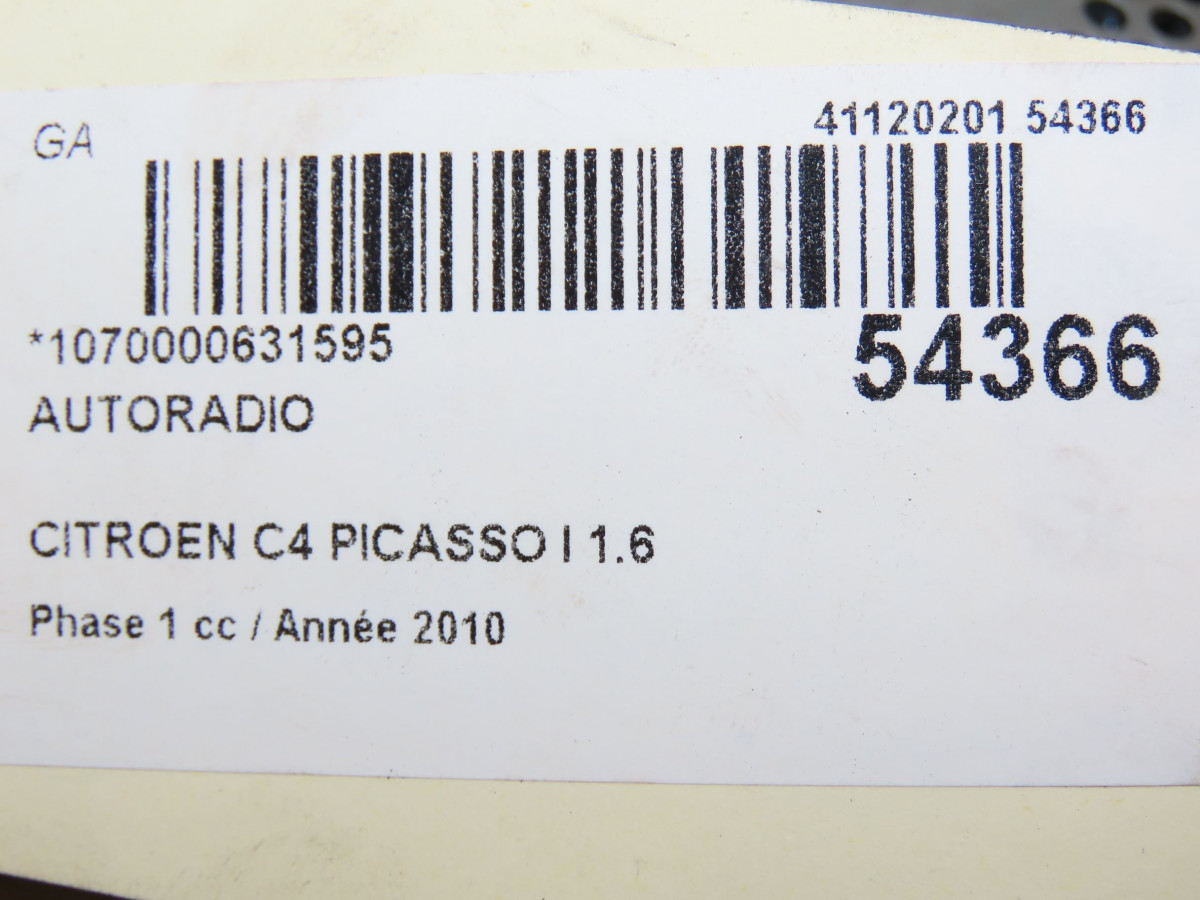 GA
41120201 54366
*1070000631595
54366
AUTORADIO
CITROEN C4 PICASSO I 1.6
Phase 1 cc / Année 2010